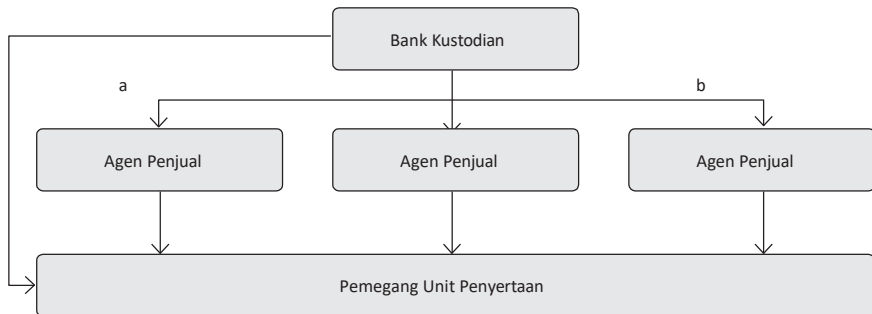 Bank Kustodian
a
b
Agen Penjual
Agen Penjual
Agen Penjual
Pemegang Unit Penyertaan